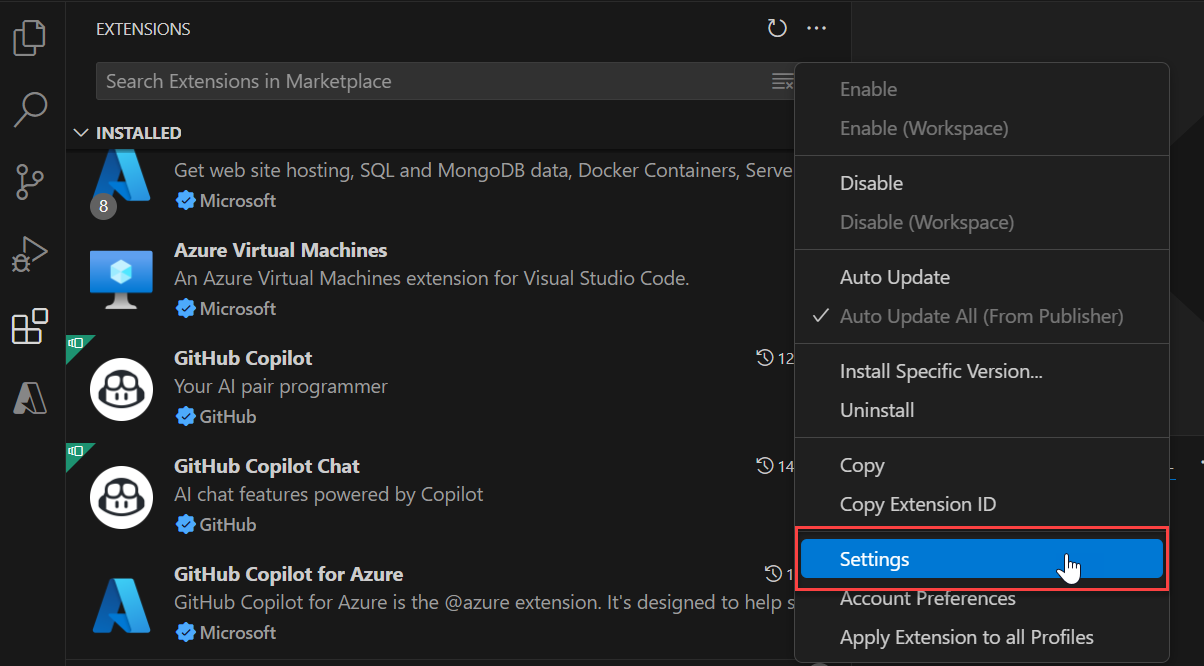 EXTENSIONS
Search Extensions in Marketplace
INSTALLED
Get web site hosting, SQL and MongoDB data, Docker Containers, Serve
8
Microsoft
Azure Virtual Machines
An Azure Virtual Machines extension for Visual Studio Code.
Microsoft
GitHub Copilot
12
Your AI pair programmer
GitHub
GitHub Copilot Chat
14
AI chat features powered by Copilot
GitHub
GitHub Copilot for Azure
1
GitHub Copilot for Azure is the @azure extension. It's designed to help s
Microsoft
Enable
Enable (Workspace)
Disable
Disable (Workspace)
Auto Update
Auto Update All (From Publisher)
Install Specific Version...
Uninstall
Copy
Copy Extension ID
Settings
Account Preferences
Apply Extension to all Profiles